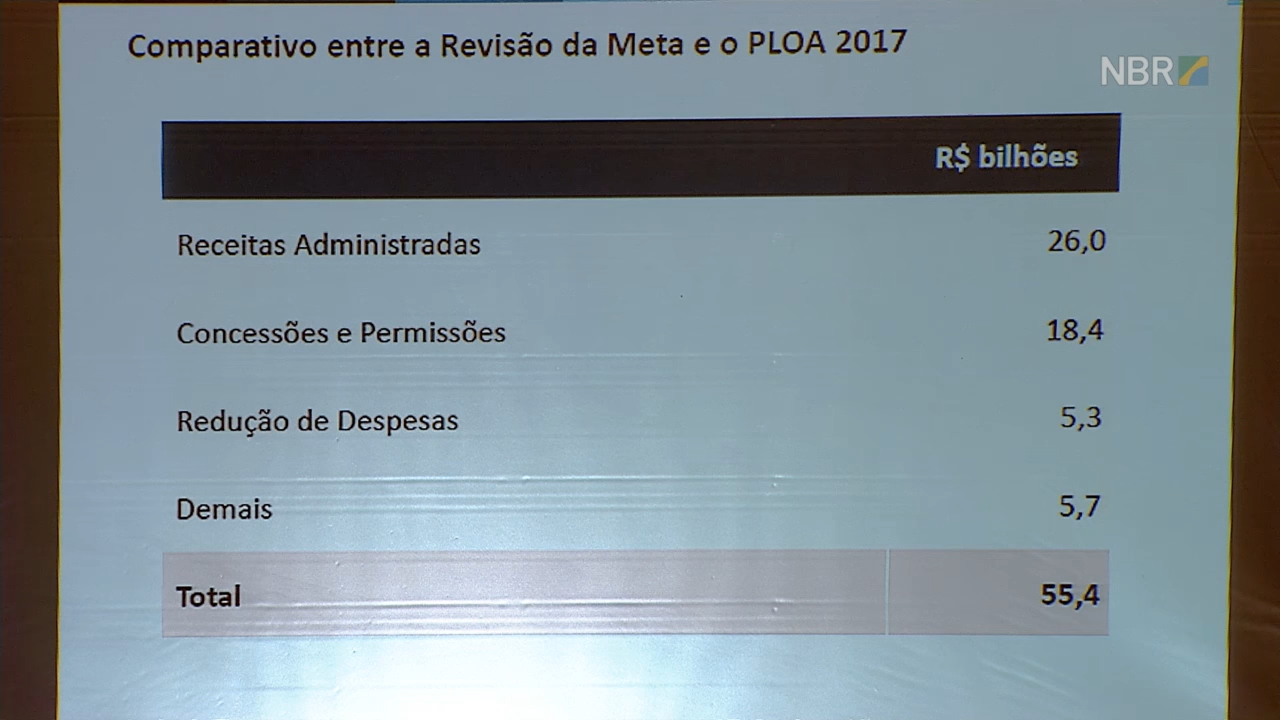 Comparativo entre a Revisão da Meta e o PLOA 2017
NBR
R$ bilhões
Receitas Administradas 26,0
Concessões e Permissões 18,4
Redução de Despesas 5,3
Demais 5,7
Total 55,4